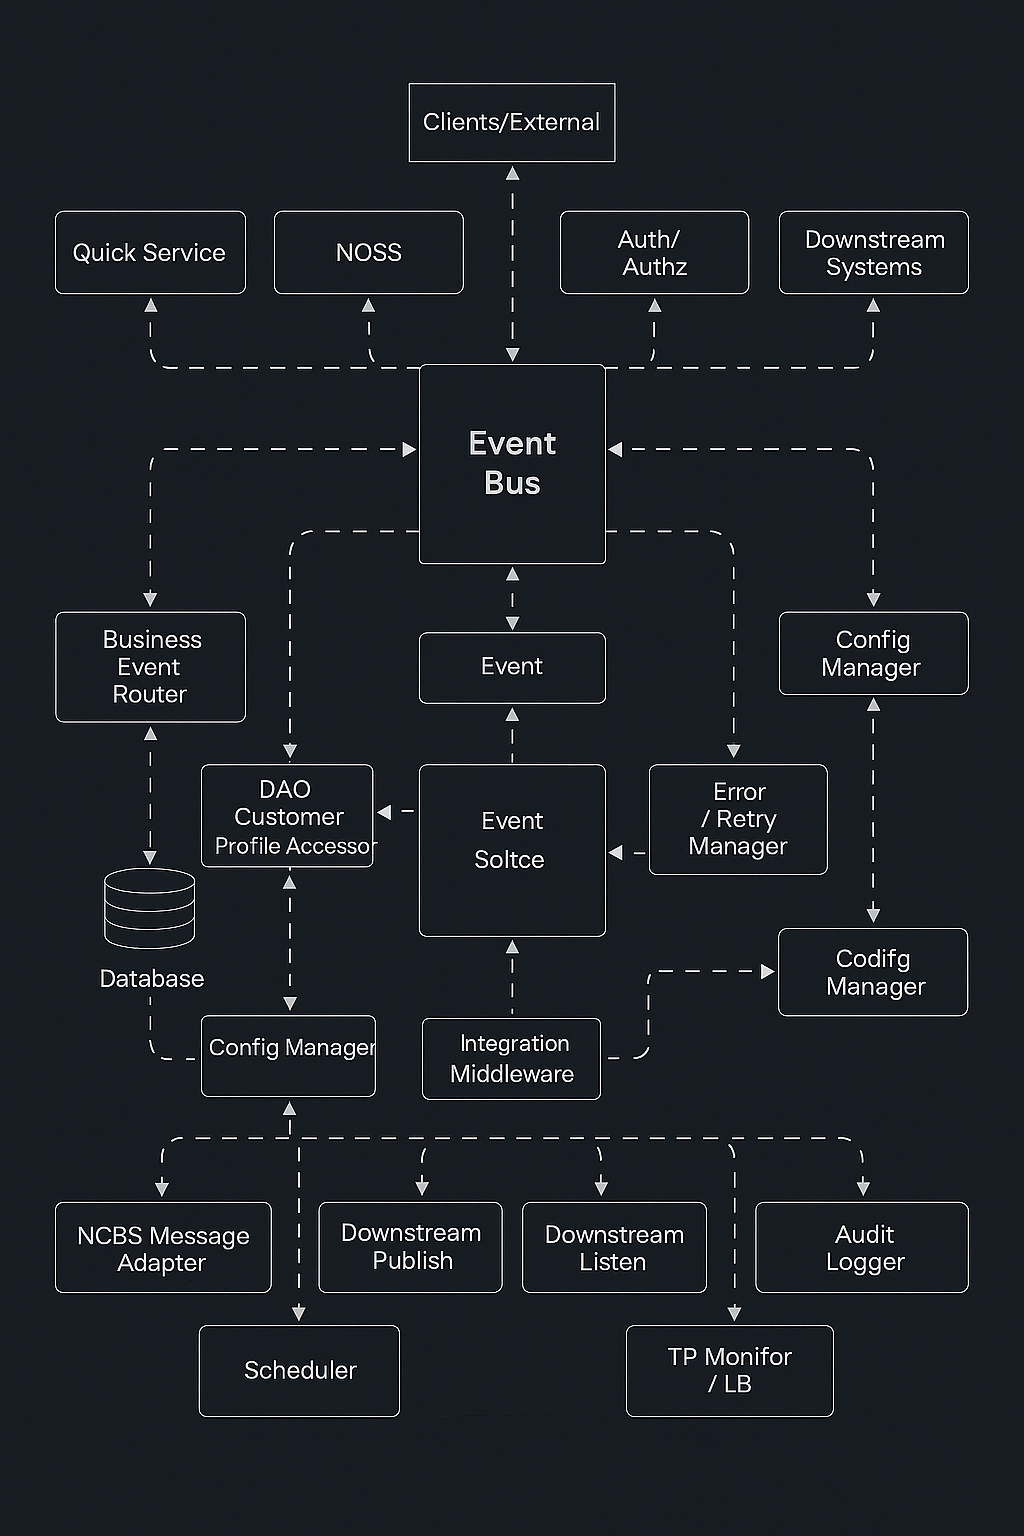 Clients/External
Quick Service
NOSS
Auth/
Authz
Downstream
Systems
Event
Bus
Business
Event
Router
Event
Config
Manager
DAO
Customer
Profile Accessor
Event
Soltce
Error
/ Retry
Manager
Database
Codifg
Manager
Config Manager
Integration
Middleware
NCBS Message
Adapter
Downstream
Publish
Downstream
Listen
Audit
Logger
Scheduler
TP Monifor
/ LB